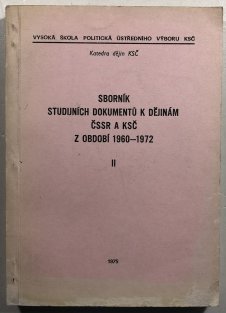 VYSOKÁ ŠKOLA POLITICKÁ ÚSTŘEDNÍHO VÝBORU KSČ
Katedra dějin KSČ
SBORNÍK
STUDIJNÍCH DOKUMENTŮ K DĚJINÁM
ČSSR A KSČ
Z OBDOBÍ 1960—1972
II
1975